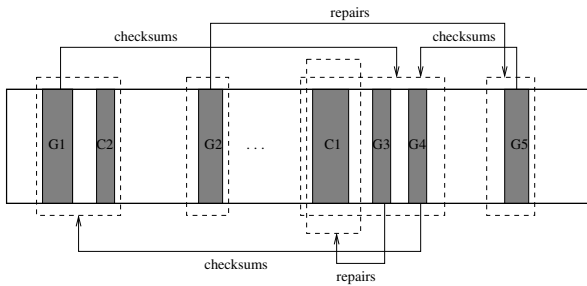 repairs
checksums
checksums
G1
C2
G2
. . .
C1
G3
G4
G5
checksums
repairs